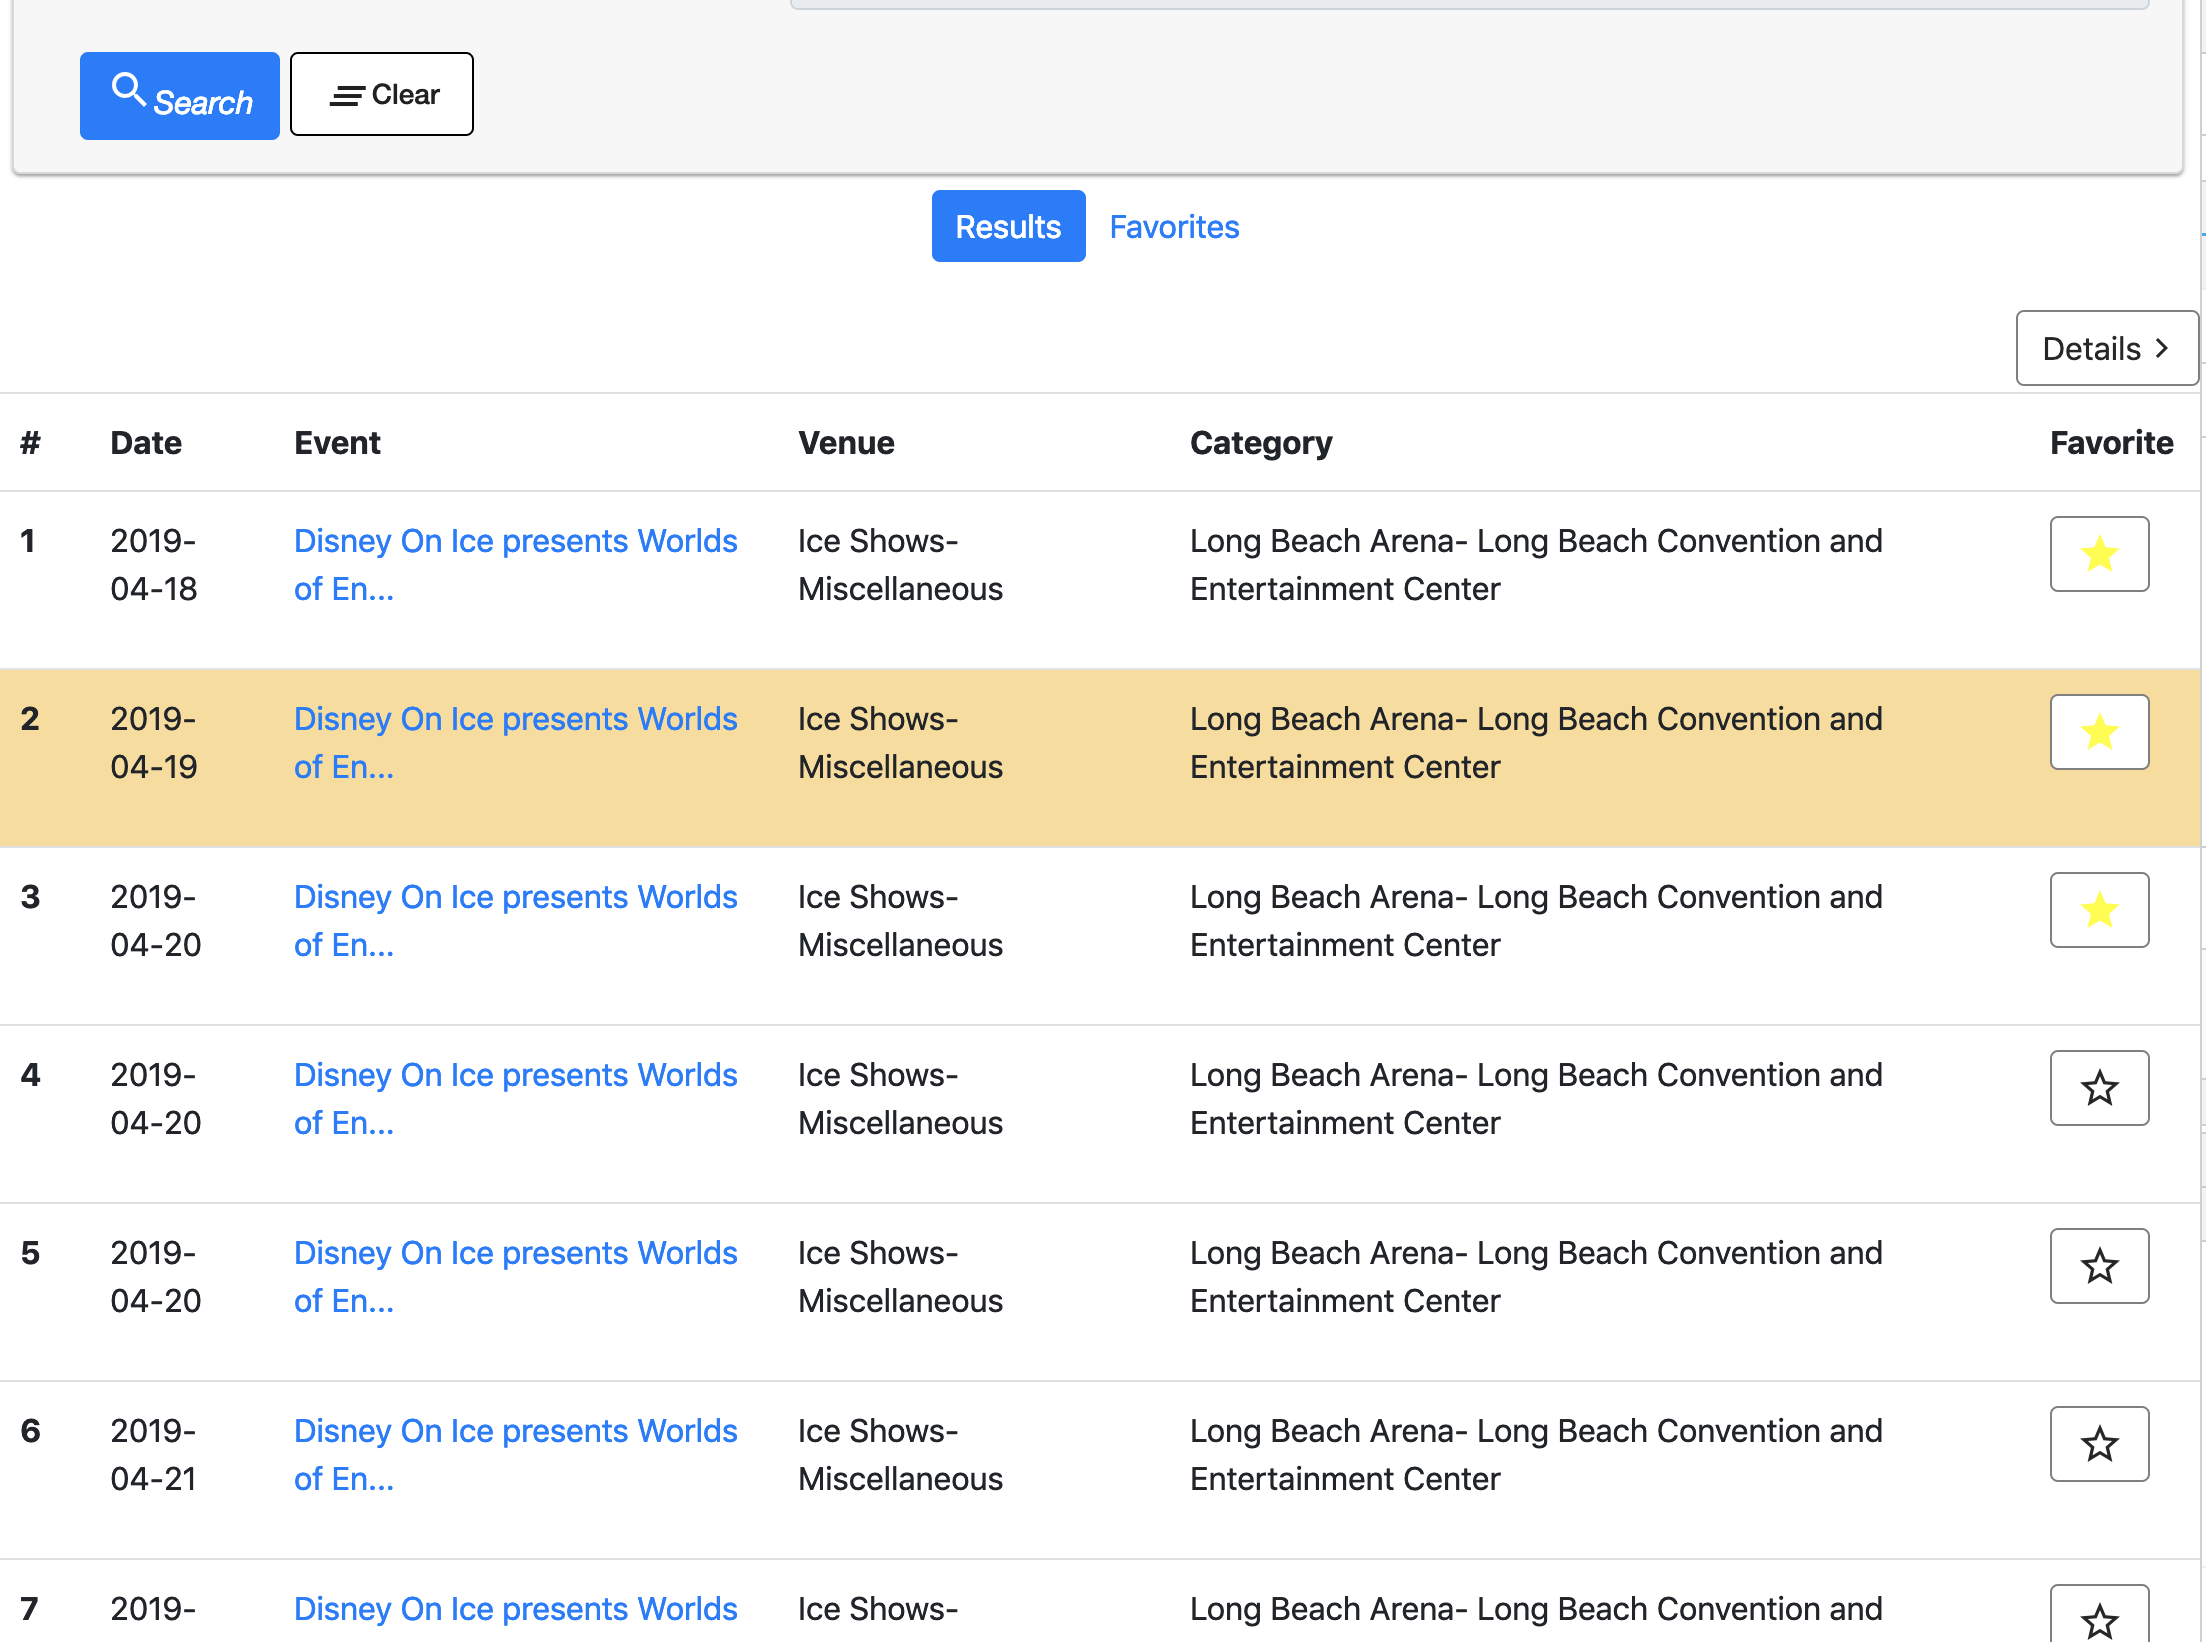 Search
Clear
Results Favorites
Details
# Date Event Venue Category Favorite
1 2019- Disney On Ice presents Worlds Ice Shows- Long Beach Arena- Long Beach Convention and
04-18 of En... Miscellaneous Entertainment Center
2 2019- Disney On Ice presents Worlds Ice Shows- Long Beach Arena- Long Beach Convention and
04-19 of En... Miscellaneous Entertainment Center
3 2019- Disney On Ice presents Worlds Ice Shows- Long Beach Arena- Long Beach Convention and
04-20 of En... Miscellaneous Entertainment Center
4 2019- Disney On Ice presents Worlds Ice Shows- Long Beach Arena- Long Beach Convention and
04-20 of En... Miscellaneous Entertainment Center
5 2019- Disney On Ice presents Worlds Ice Shows- Long Beach Arena- Long Beach Convention and
04-20 of En... Miscellaneous Entertainment Center
6 2019- Disney On Ice presents Worlds Ice Shows- Long Beach Arena- Long Beach Convention and
04-21 of En... Miscellaneous Entertainment Center
7 2019- Disney On Ice presents Worlds Ice Shows- Long Beach Arena- Long Beach Convention and